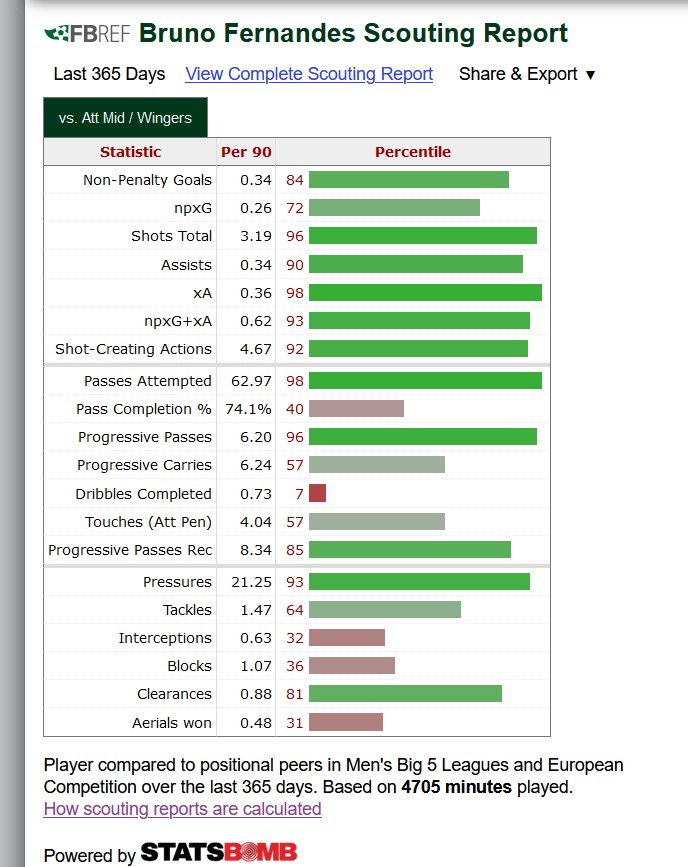 FBREF Bruno Fernandes Scouting Report
Last 365 Days View Complete Scouting Report Share & Export ▼
vs. Att Mid / Wingers
Statistic Per 90 Percentile
Non-Penalty Goals 0.34 84
npxG 0.26 72
Shots Total 3.19 96
Assists 0.34 90
xA 0.36 98
npxG+xA 0.62 93
Shot-Creating Actions 4.67 92
Passes Attempted 62.97 98
Pass Completion % 74.1% 40
Progressive Passes 6.20 96
Progressive Carries 6.24 57
Dribbles Completed 0.73 7
Touches (Att Pen) 4.04 57
Progressive Passes Rec 8.34 85
Pressures 21.25 93
Tackles 1.47 64
Interceptions 0.63 32
Blocks 1.07 36
Clearances 0.88 81
Aerials won 0.48 31
Player compared to positional peers in Men's Big 5 Leagues and European
Competition over the last 365 days. Based on 4705 minutes played.
How scouting reports are calculated
Powered by STATSBOMB